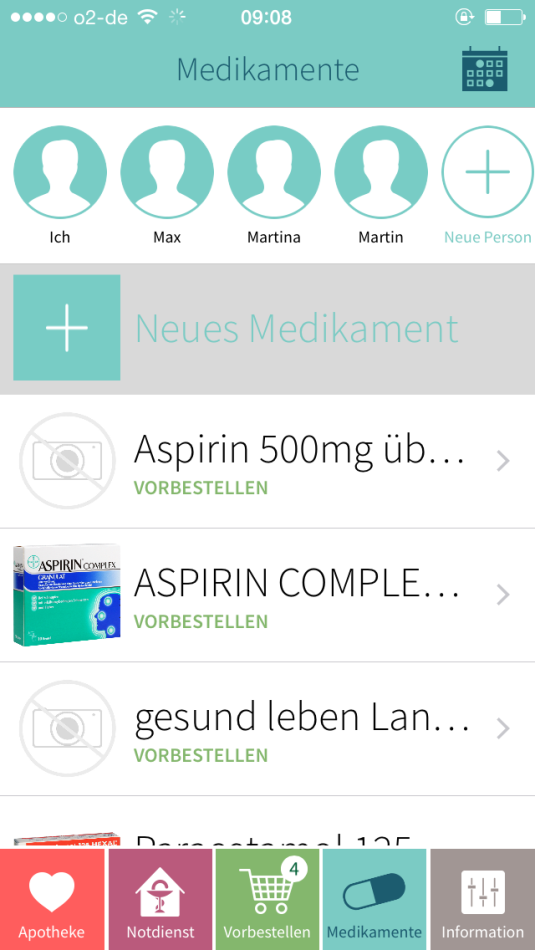 o2-de 09:08
Medikamente
Ich Max Martina Martin Neue Person
Neues Medikament
Aspirin 500mg üb...
VORBESTELLEN
ASPIRIN COMPLEX
GRANULAT
ASPIRIN COMPLE...
VORBESTELLEN
gesund leben Lan...
VORBESTELLEN
Paracetamol 125
4
Apotheke Notdienst Vorbestellen Medikamente Information